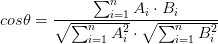 cosθ = \frac{\sum_{i=1}^{n} A_i \cdot B_i}{\sqrt{\sum_{i=1}^{n} A_i^2} \cdot \sqrt{\sum_{i=1}^{n} B_i^2}}